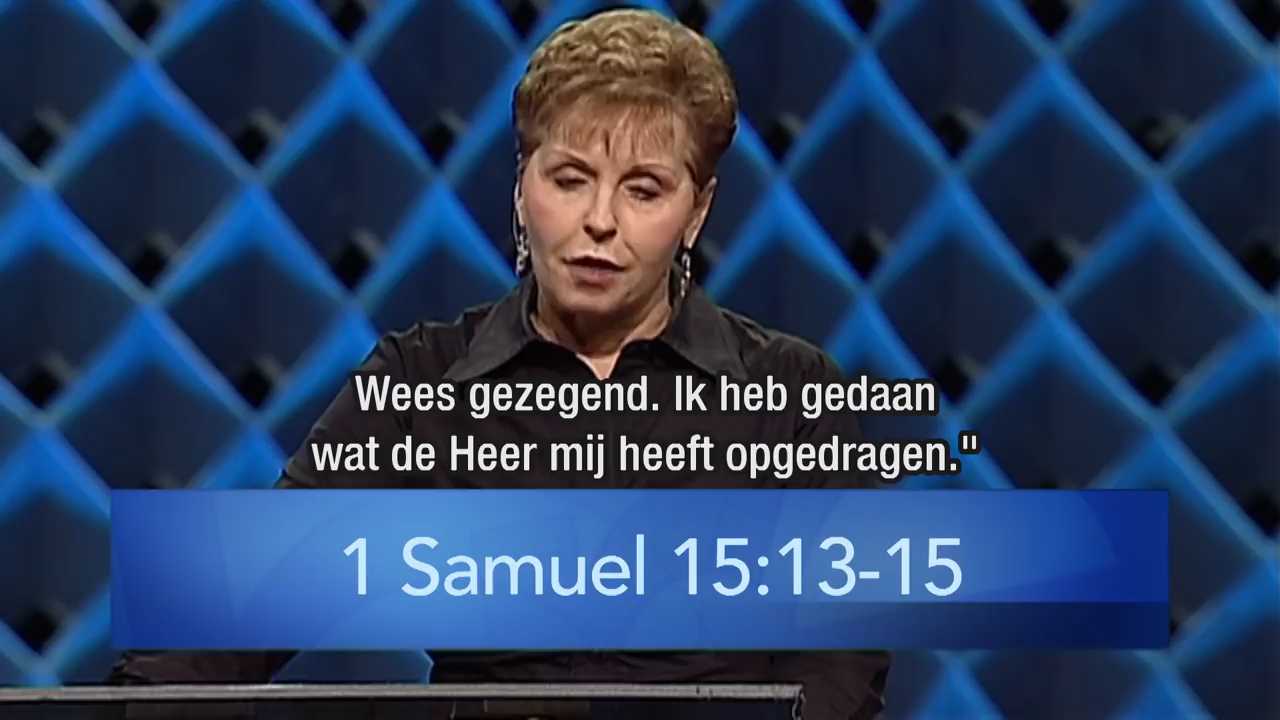 Wees gezegend. Ik heb gedaan
wat de Heer mij heeft opgedragen."
1 Samuel 15:13-15